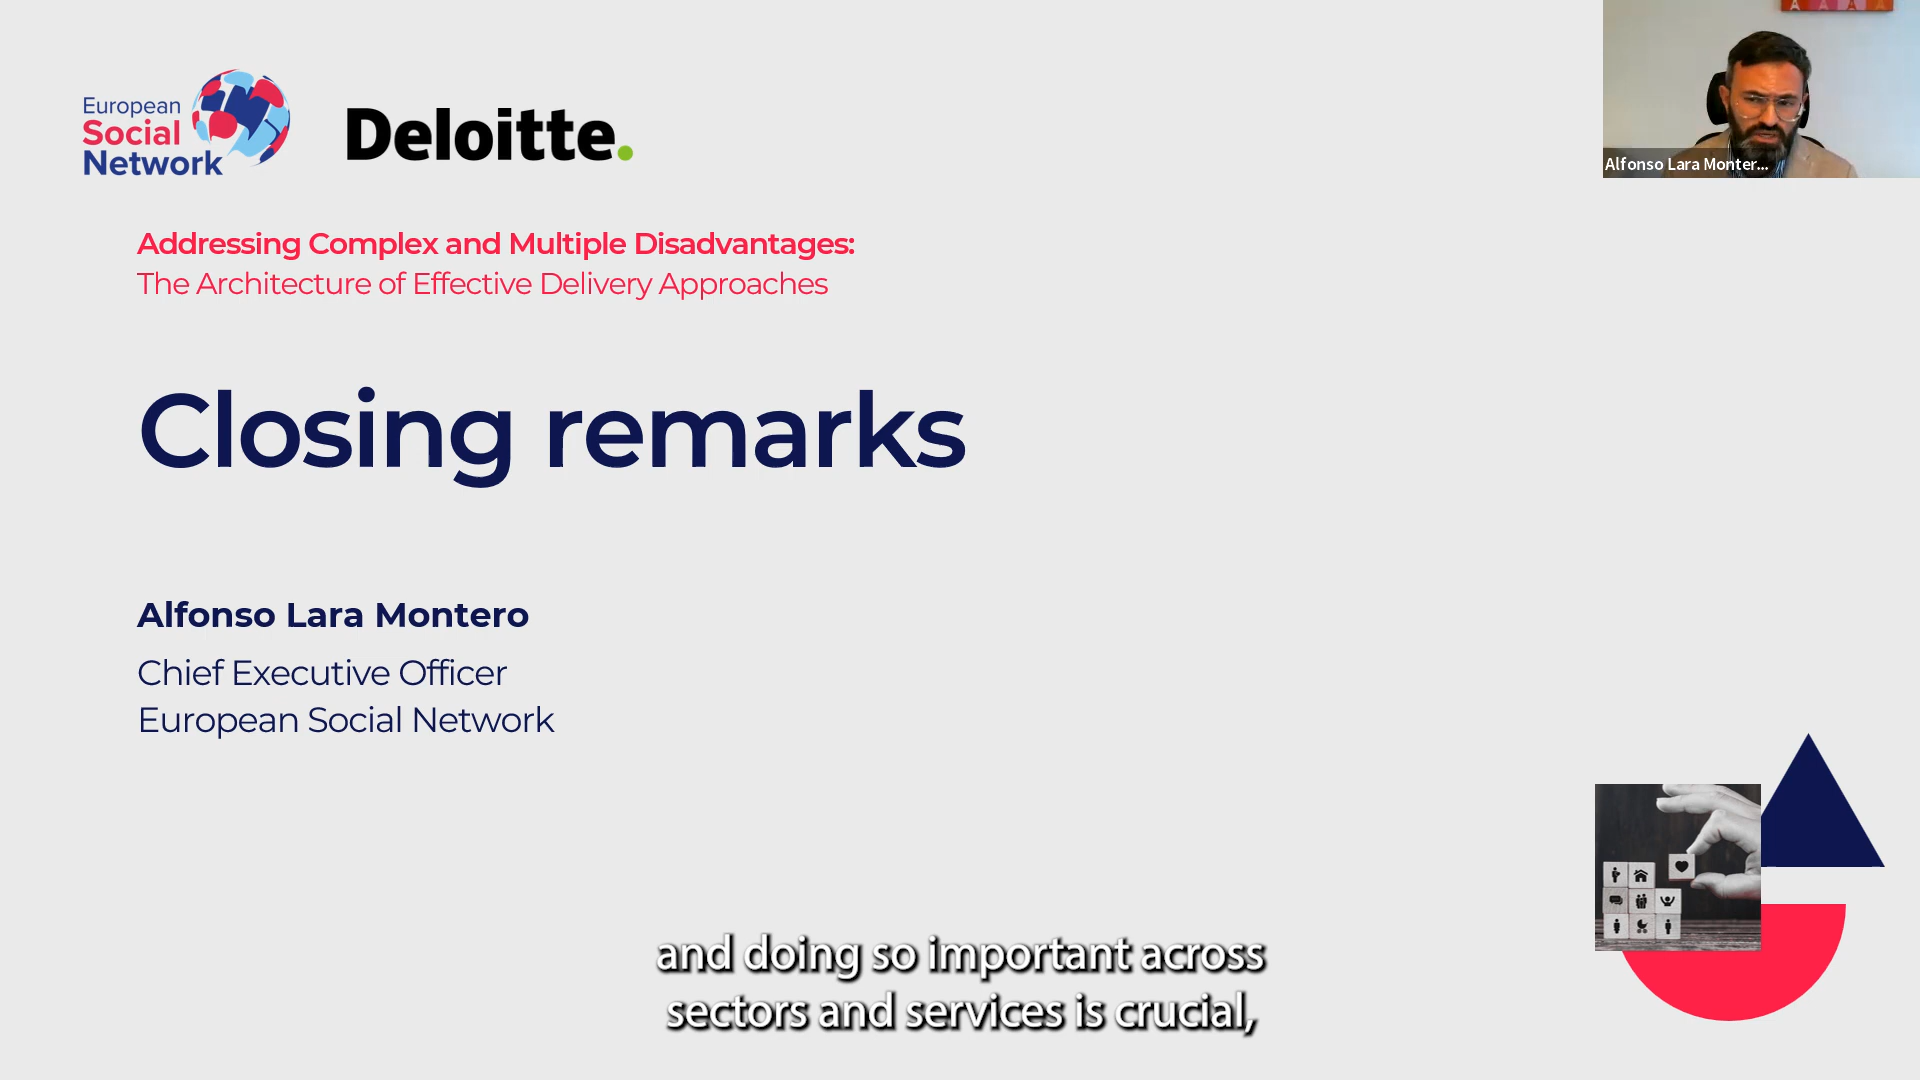 European
Social
Network
Deloitte.
Alfonso Lara Monter...
Addressing Complex and Multiple Disadvantages:
The Architecture of Effective Delivery Approaches
Closing remarks
Alfonso Lara Montero
Chief Executive Officer
European Social Network
and doing so important across
sectors and services is crucial,